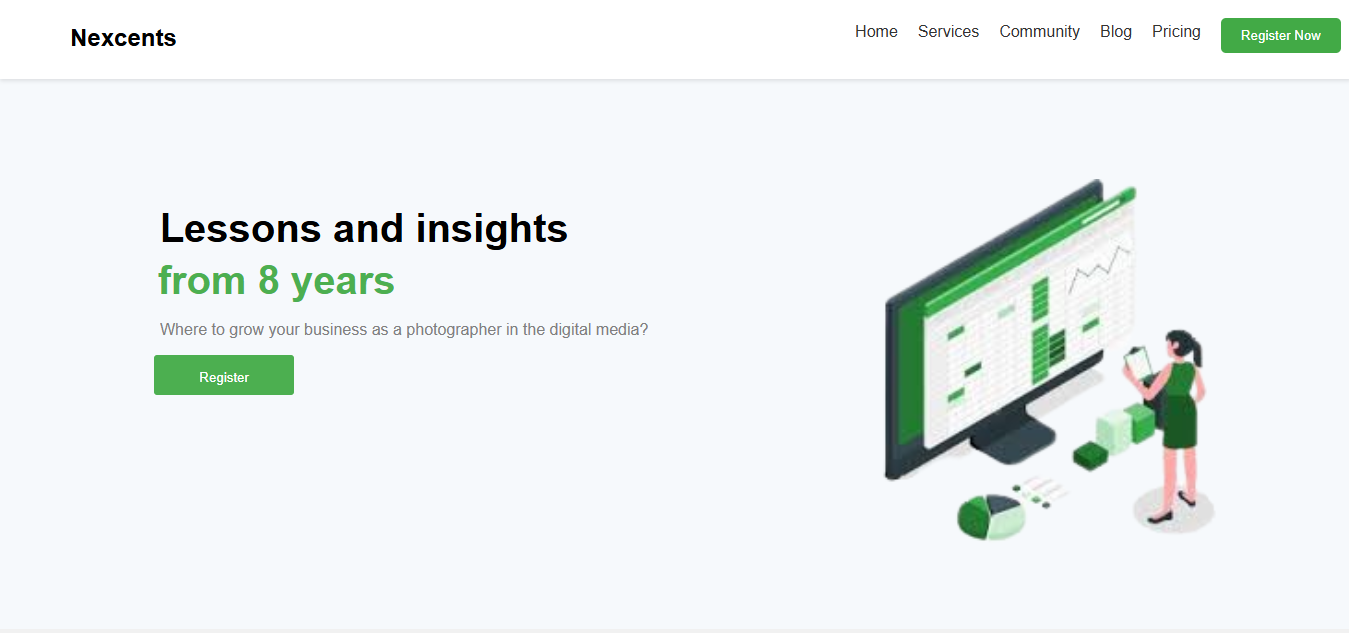 Nexcents
Home Services Community Blog Pricing Register Now
Lessons and insights
from 8 years
Where to grow your business as a photographer in the digital media?
Register